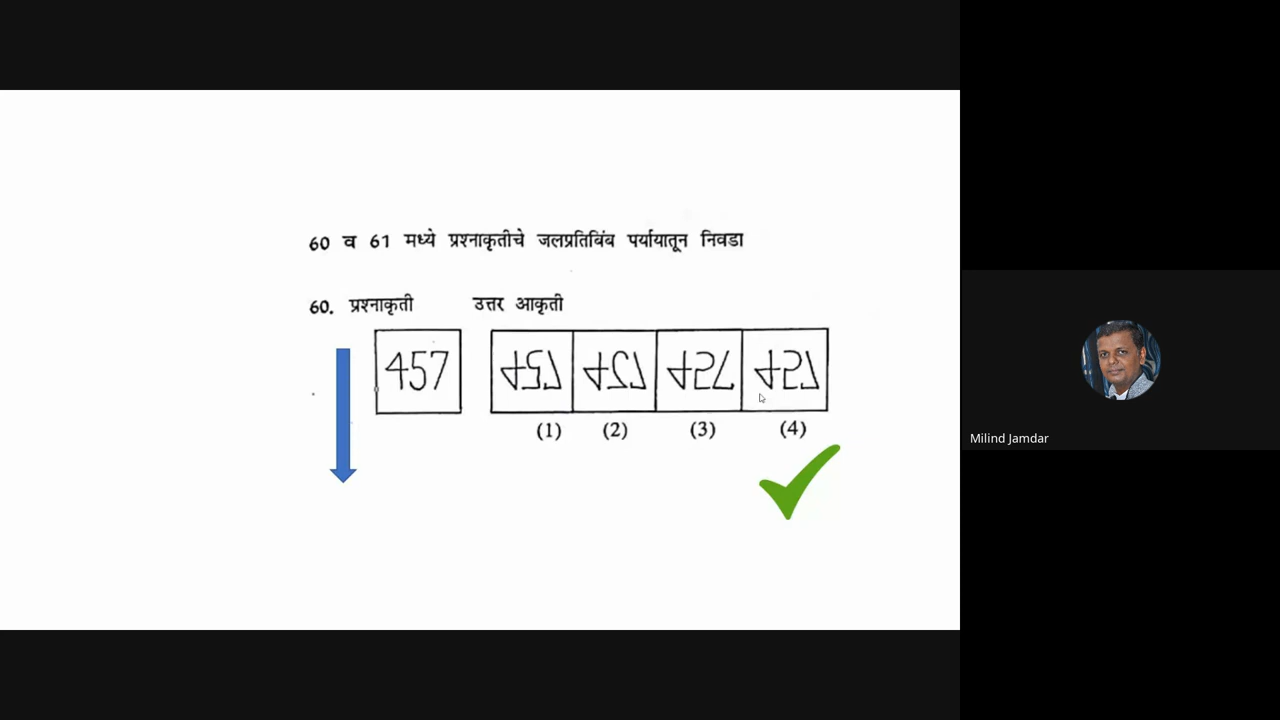 60 व 61 मध्ये प्रश्नाकृतीचे जलप्रतिबिंब पर्यायातून निवडा
60. प्रश्नाकृती उत्तर आकृती
457
(1) (2) (3) (4)
Milind Jamdar